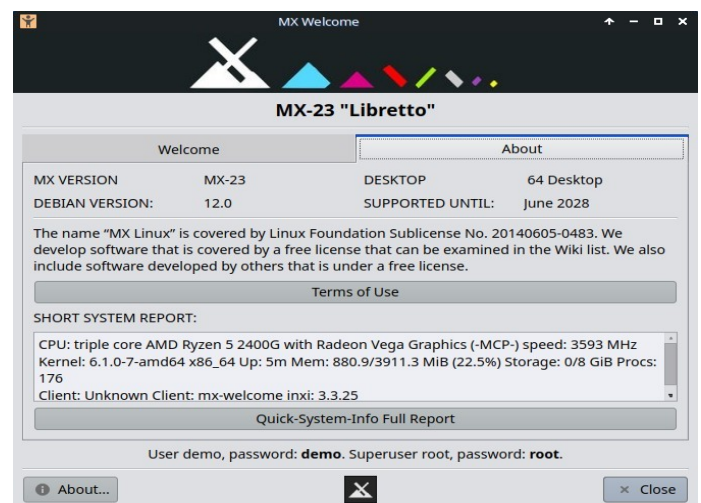 MX Welcome
MX-23 "Libretto"
Welcome About
MX VERSION MX-23 DESKTOP 64 Desktop
DEBIAN VERSION: 12.0 SUPPORTED UNTIL: June 2028
The name “MX Linux” is covered by Linux Foundation Sublicense No. 20140605-0483. We
develop software that is covered by a free license that can be examined in the Wiki list. We also
include software developed by others that is under a free license.
Terms of Use
SHORT SYSTEM REPORT:
CPU: triple core AMD Ryzen 5 2400G with Radeon Vega Graphics (-MCP-) speed: 3593 MHz
Kernel: 6.1.0-7-amd64 x86_64 Up: 5m Mem: 880.9/3911.3 MiB (22.5%) Storage: 0/8 GiB Procs:
176
Client: Unknown Client: mx-welcome inxi: 3.3.25
Quick-System-Info Full Report
User demo, password: demo. Superuser root, password: root.
About... Close